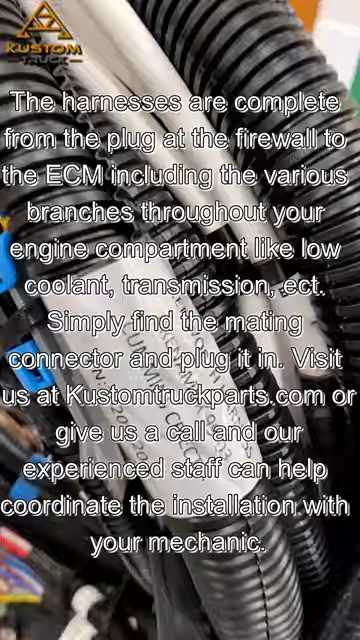 KUSTOM
TRUCK
The harnesses are complete
from the plug at the firewall to
the ECM including the various
branches throughout your
engine compartment like low
coolant, transmission, ect.
Simply find the mating
connector and plug it in. Visit
us at Kustomtruckparts.com or
give us a call and our
experienced staff can help
coordinate the installation with
your mechanic.